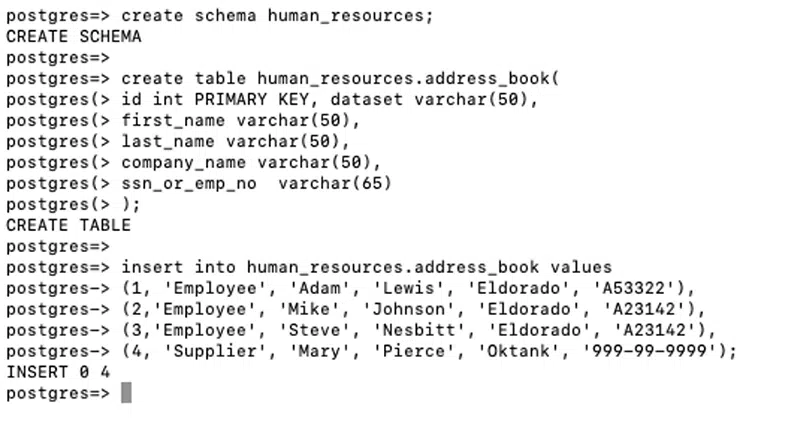 postgres=> create schema human_resources;
CREATE SCHEMA
postgres=>
postgres=> create table human_resources.address_book(
postgres(> id int PRIMARY KEY, dataset varchar(50),
postgres(> first_name varchar(50),
postgres(> last_name varchar(50),
postgres(> company_name varchar(50),
postgres(> ssn_or_emp_no  varchar(65)
postgres(> );
CREATE TABLE
postgres=>
postgres=> insert into human_resources.address_book values
postgres-> (1, 'Employee', 'Adam', 'Lewis', 'Eldorado', 'A53322'),
postgres-> (2,'Employee', 'Mike', 'Johnson', 'Eldorado', 'A23142'),
postgres-> (3,'Employee', 'Steve', 'Nesbitt', 'Eldorado', 'A23142'),
postgres-> (4, 'Supplier', 'Mary', 'Pierce', 'Oktank', '999-99-9999');
INSERT 0 4
postgres=>